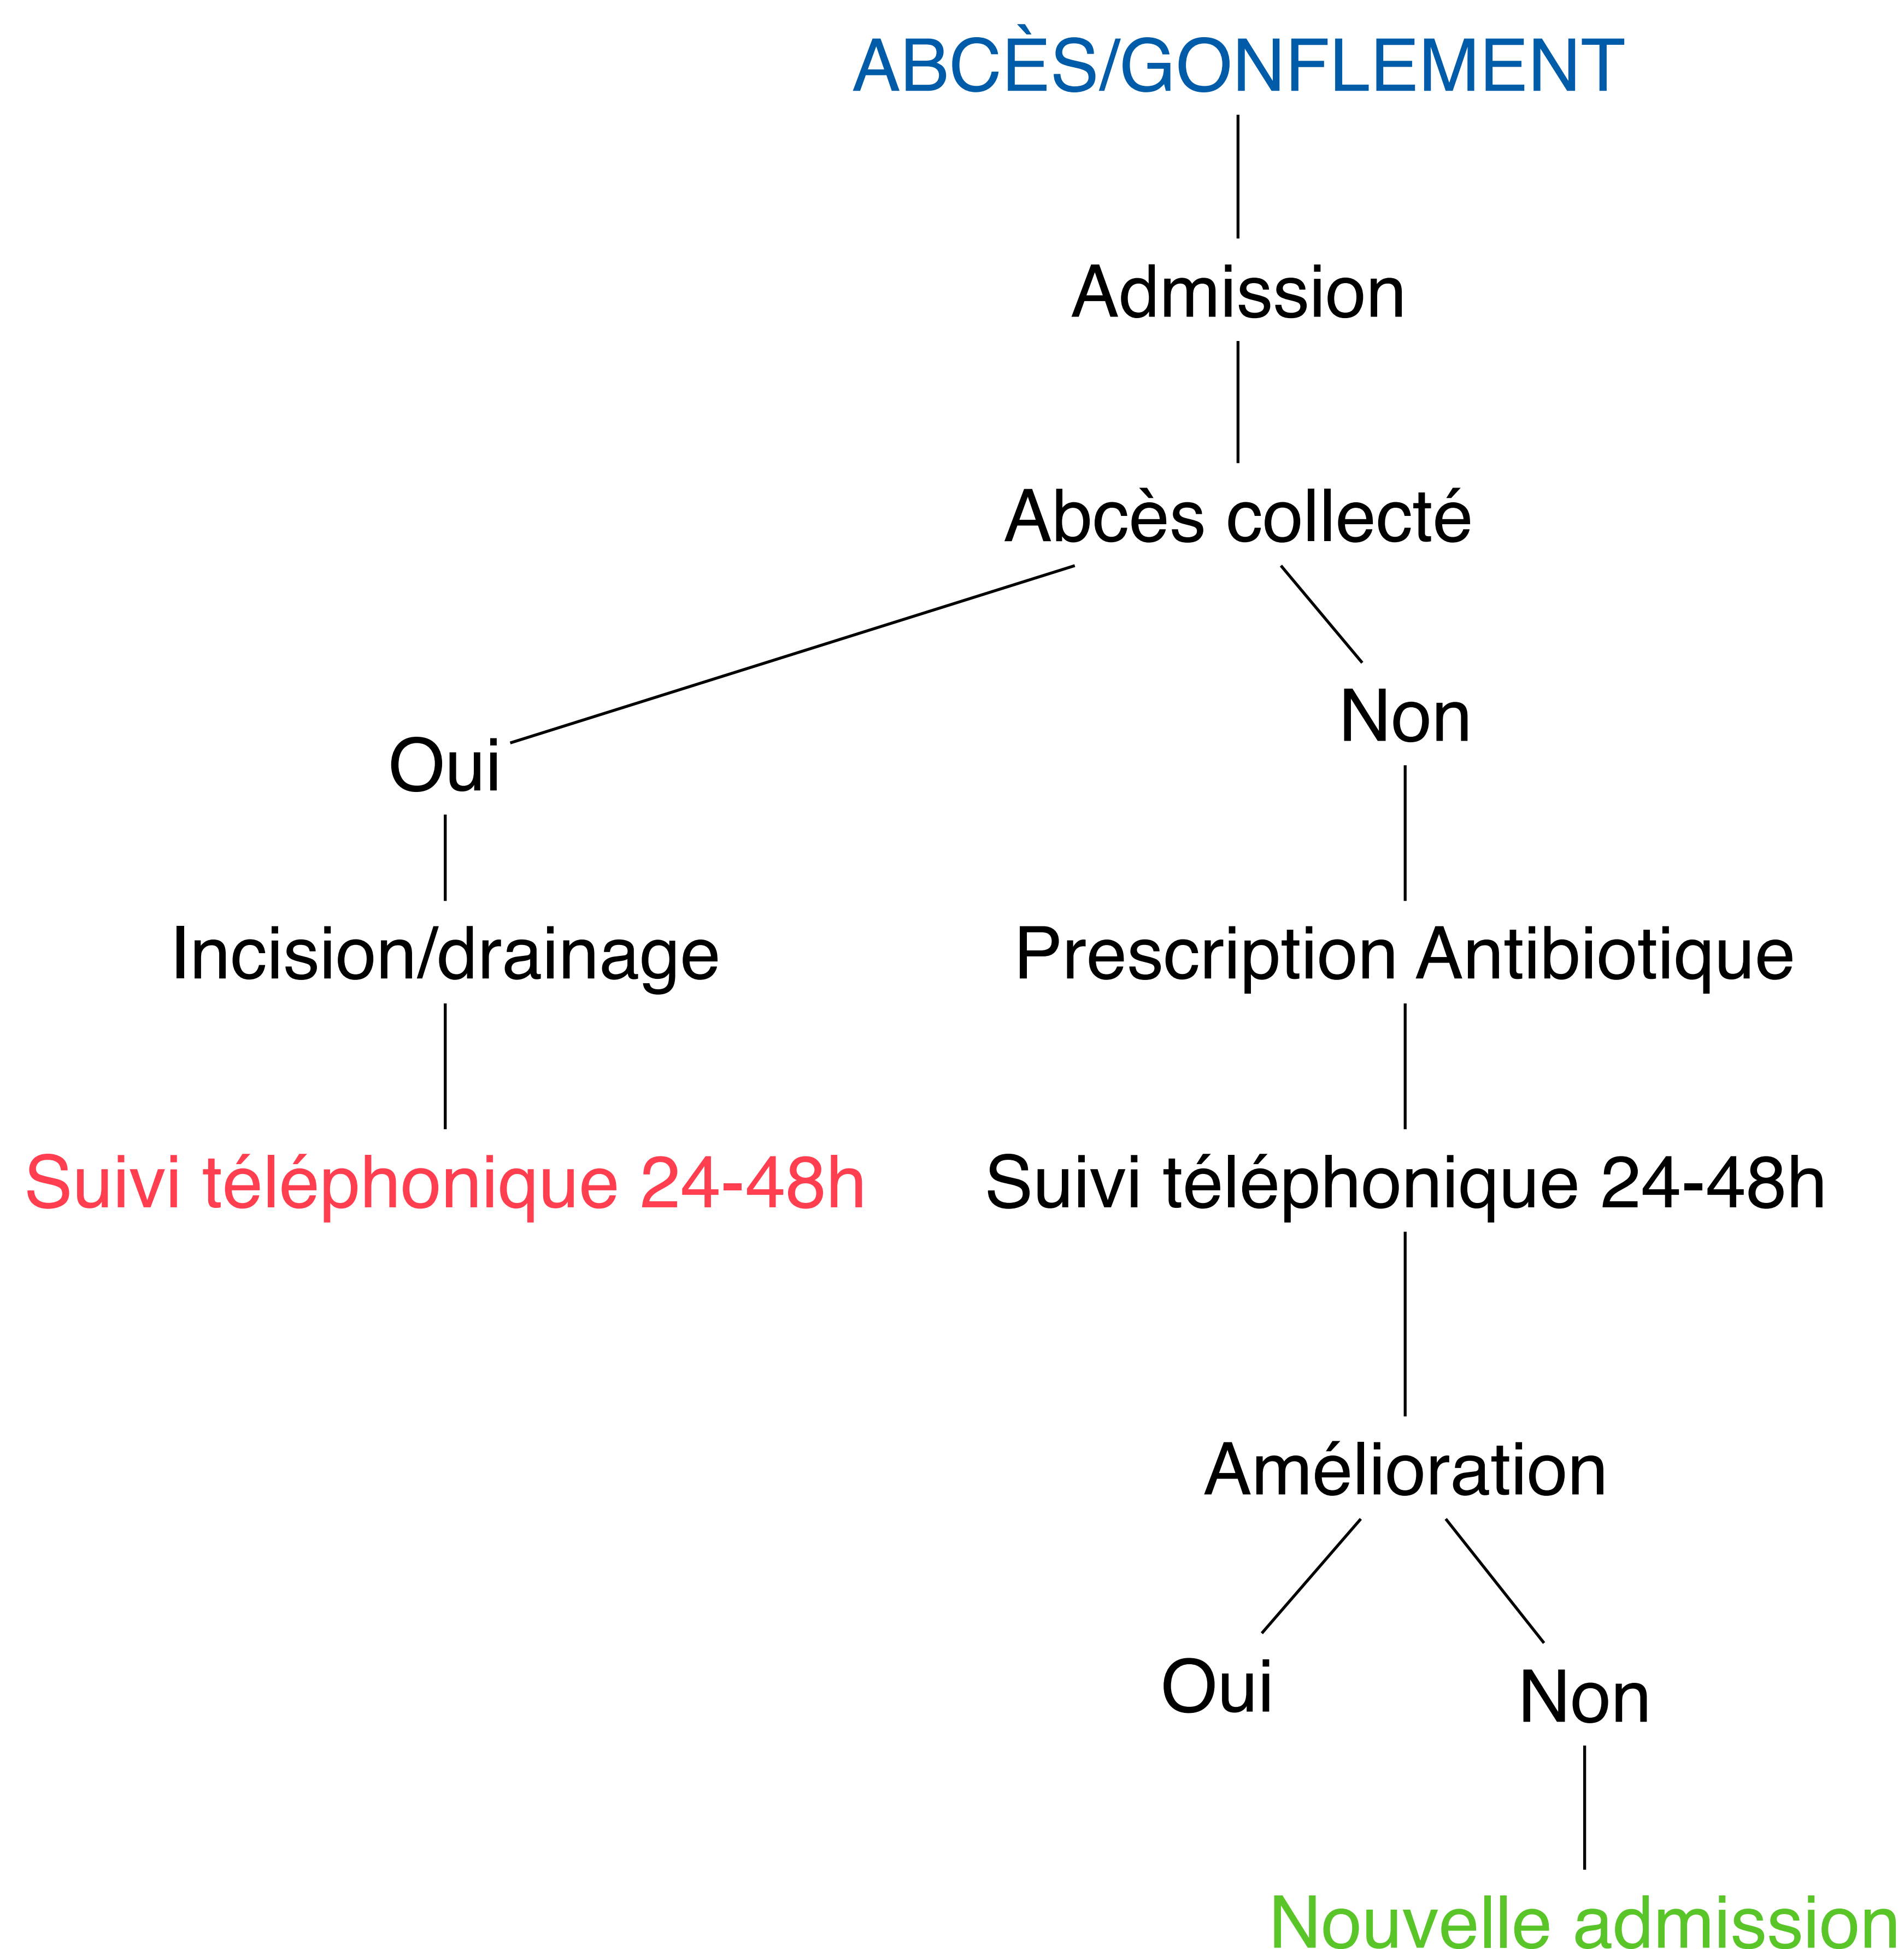 ABCÈS/GONFLEMENT
Admission
Abcès collecté
Oui
Non
Incision/drainage
Prescription Antibiotique
Suivi téléphonique 24-48h
Suivi téléphonique 24-48h
Amélioration
Oui
Non
Nouvelle admission